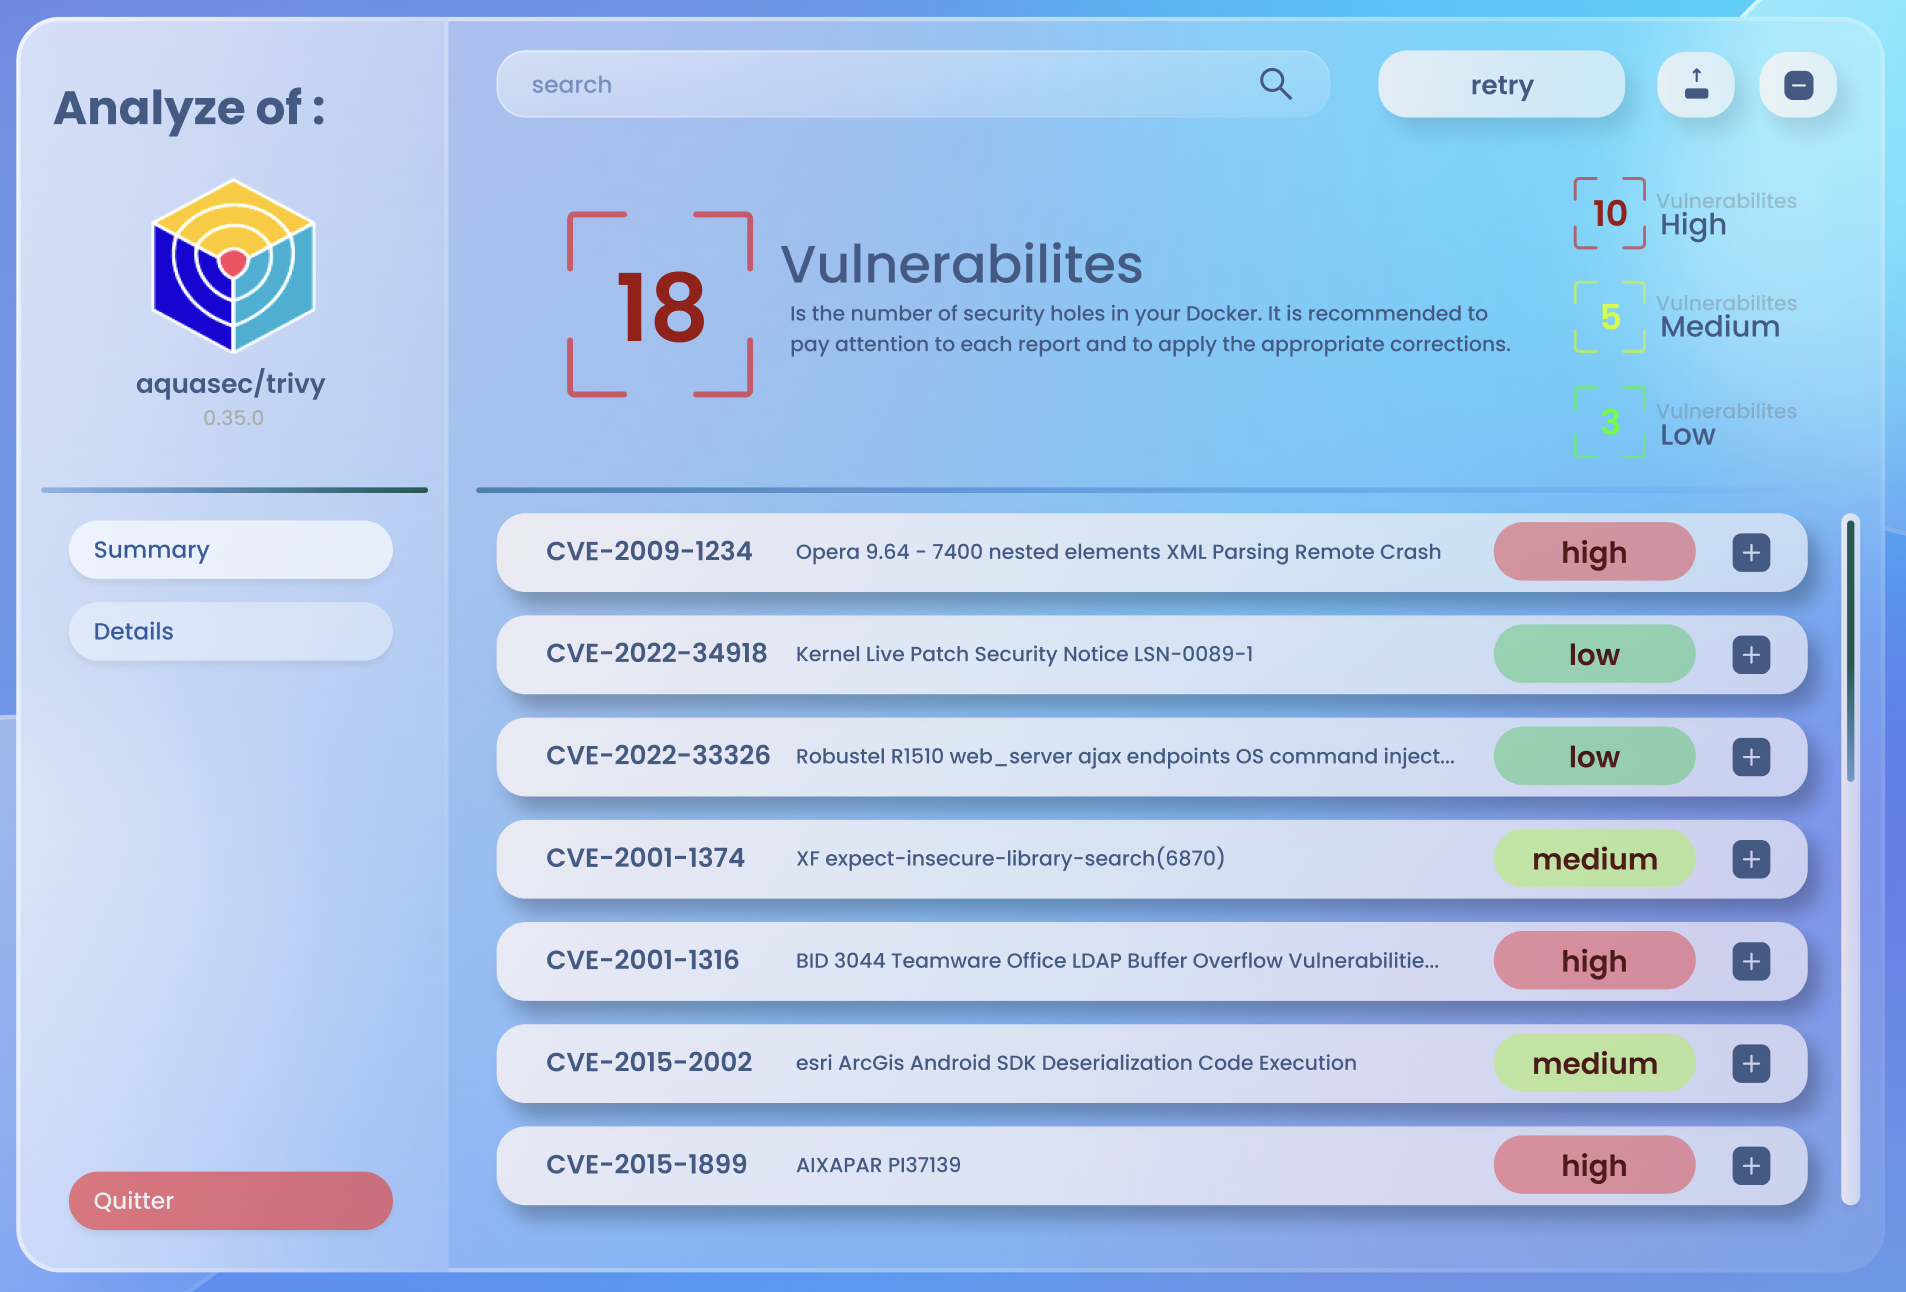 Analyze of :
aquasec/trivy
0.35.0
Summary
Details
Quitter
search
retry
18
Vulnerabilites
Is the number of security holes in your Docker. It is recommended to
pay attention to each report and to apply the appropriate corrections.
10
Vulnerabilites
High
5
Vulnerabilites
Medium
3
Vulnerabilites
Low
CVE-2009-1234 Opera 9.64 - 7400 nested elements XML Parsing Remote Crash high
CVE-2022-34918 Kernel Live Patch Security Notice LSN-0089-1 low
CVE-2022-33326 Robustel R1510 web_server ajax endpoints OS command inject... low
CVE-2001-1374 XF expect-insecure-library-search(6870) medium
CVE-2001-1316 BID 3044 Teamware Office LDAP Buffer Overflow Vulnerabilitie... high
CVE-2015-2002 esri ArcGis Android SDK Deserialization Code Execution medium
CVE-2015-1899 AIXAPAR PI37139 high